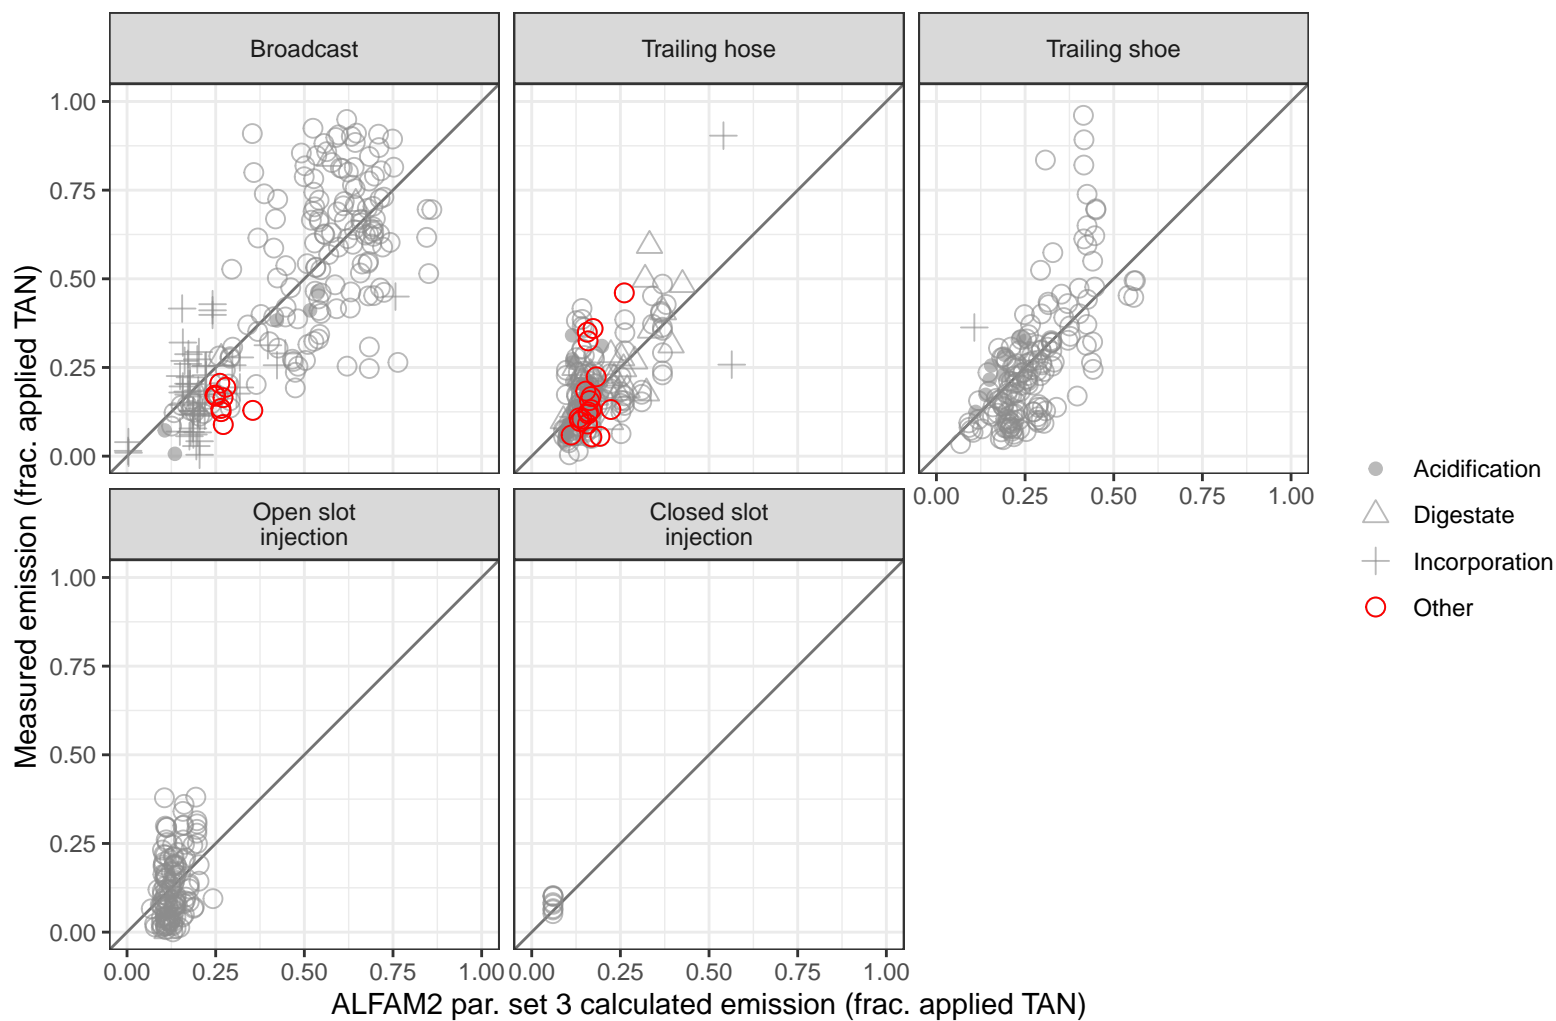 Broadcast
Trailing hose
Trailing shoe
1.00
0.75
0.50
0.25
0.00
0.00 0.25 0.50 0.75 1.00
Open slot
injection
Closed slot
injection
1.00
0.75
0.50
0.25
0.00
0.00 0.25 0.50 0.75 1.00
0.00 0.25 0.50 0.75 1.00
Measured emission (frac. applied TAN)
ALFAM2 par. set 3 calculated emission (frac. applied TAN)
Acidification
Digestate
Incorporation
Other